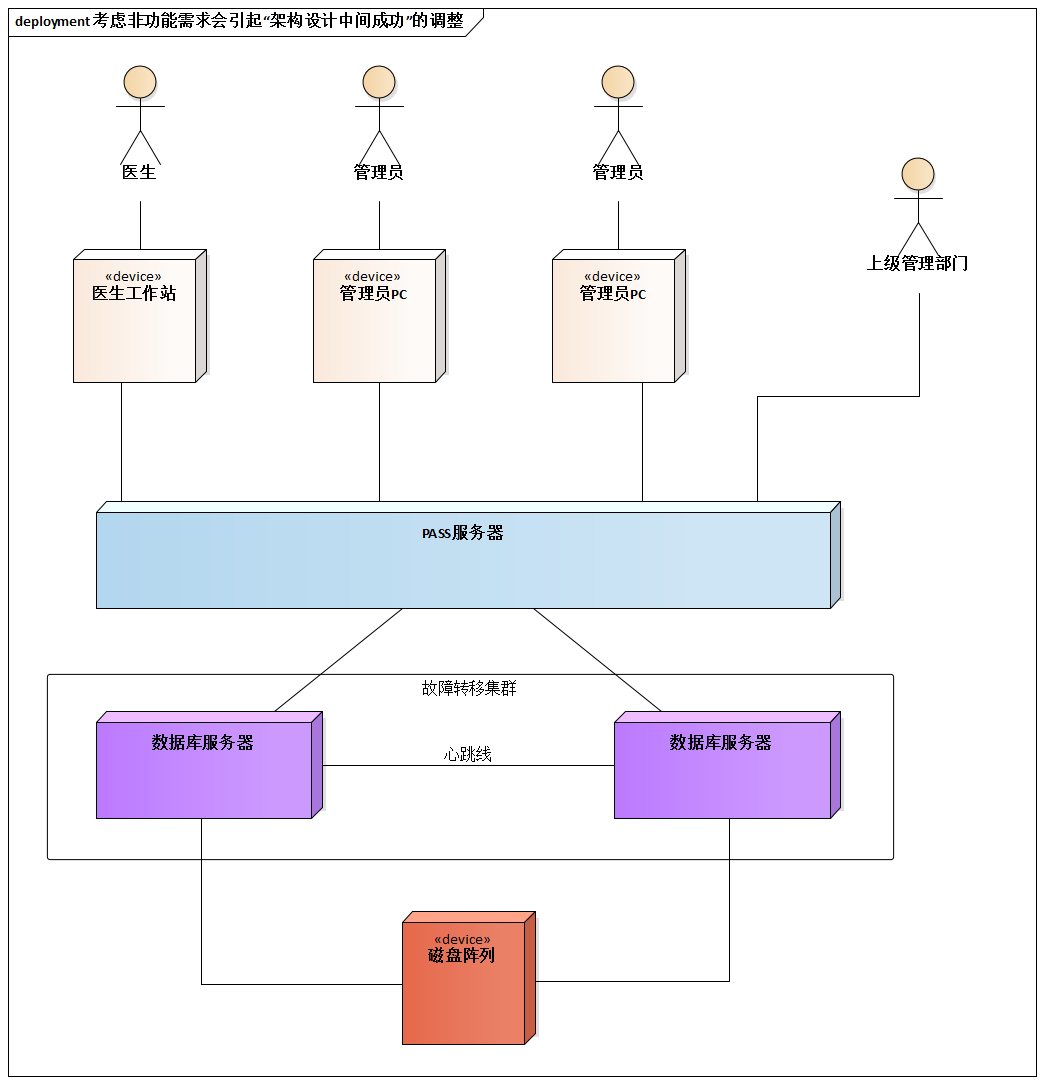 deployment 考虑非功能需求会引起“架构设计中间成功”的调整
医生
管理员
管理员
上级管理部门
«device»
医生工作站
«device»
管理员PC
«device»
管理员PC
PASS服务器
故障转移集群
数据库服务器
心跳线
数据库服务器
«device»
磁盘阵列